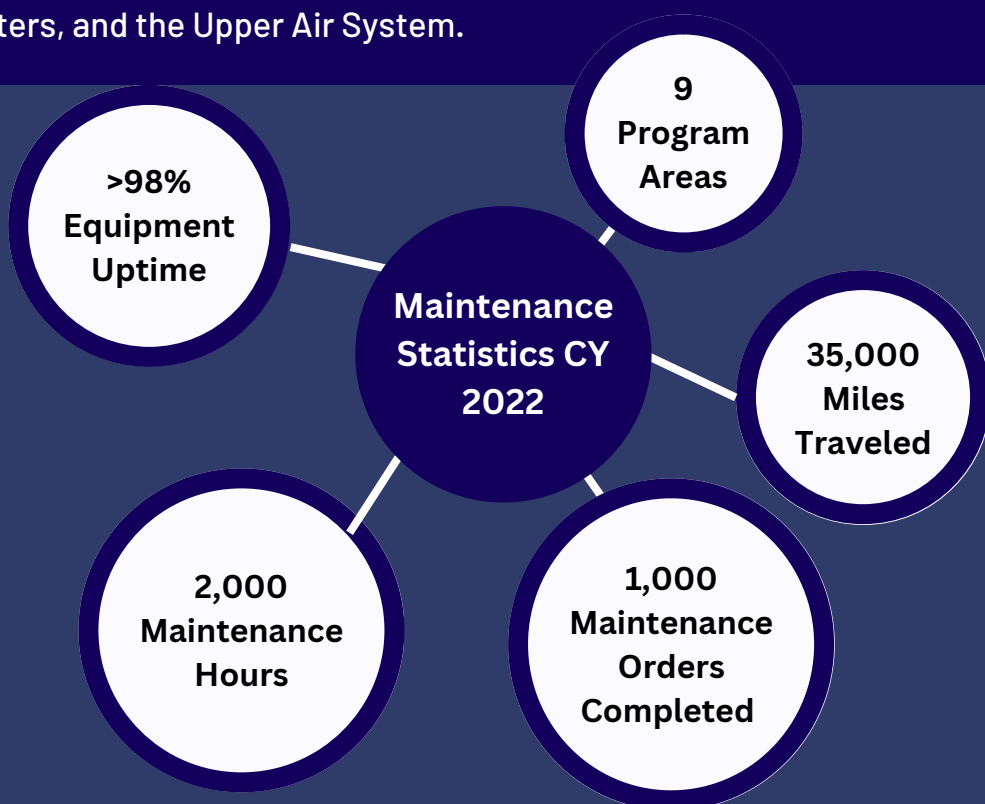 and the Upper Air System.
9
Program
Areas
>98%
Equipment
Uptime
Maintenance
Statistics CY
2022
35,000
Miles
Traveled
2,000
Maintenance
Hours
1,000
Maintenance
Orders
Completed